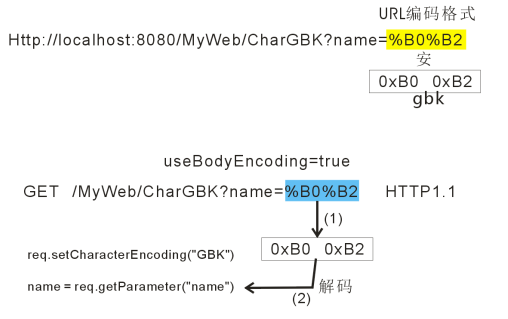 URL编码格式
Http://localhost:8080/MyWeb/CharGBK?name=%B0%B2
安
0xB0 0xB2
gbk
useBodyEncoding=true
GET /MyWeb/CharGBK?name=%B0%B2 HTTP1.1
(1)
0xB0 0xB2
req.setCharacterEncoding("GBK")
name = req.getParameter("name")
(2) 解码